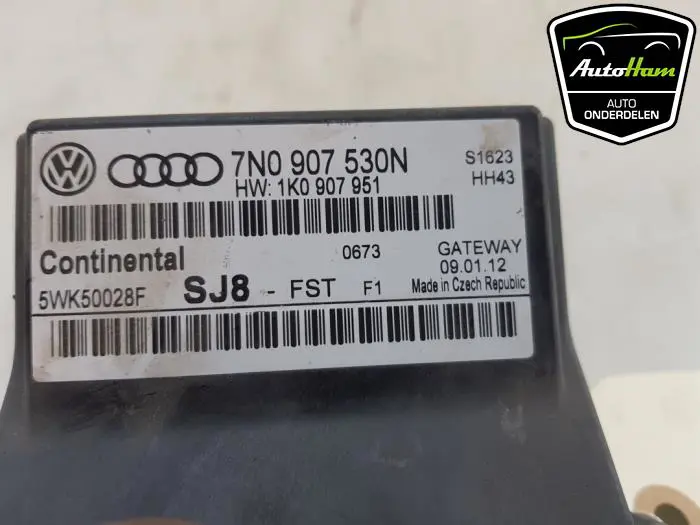 AutoHam
AUTO
ONDERDELEN
7N0 907 530N
HW: 1K0 907 951
S1623
HH43
Continental
0673
GATEWAY
09.01.12
5WK50028F
SJ8 - FST F1
Made in Czech Republic